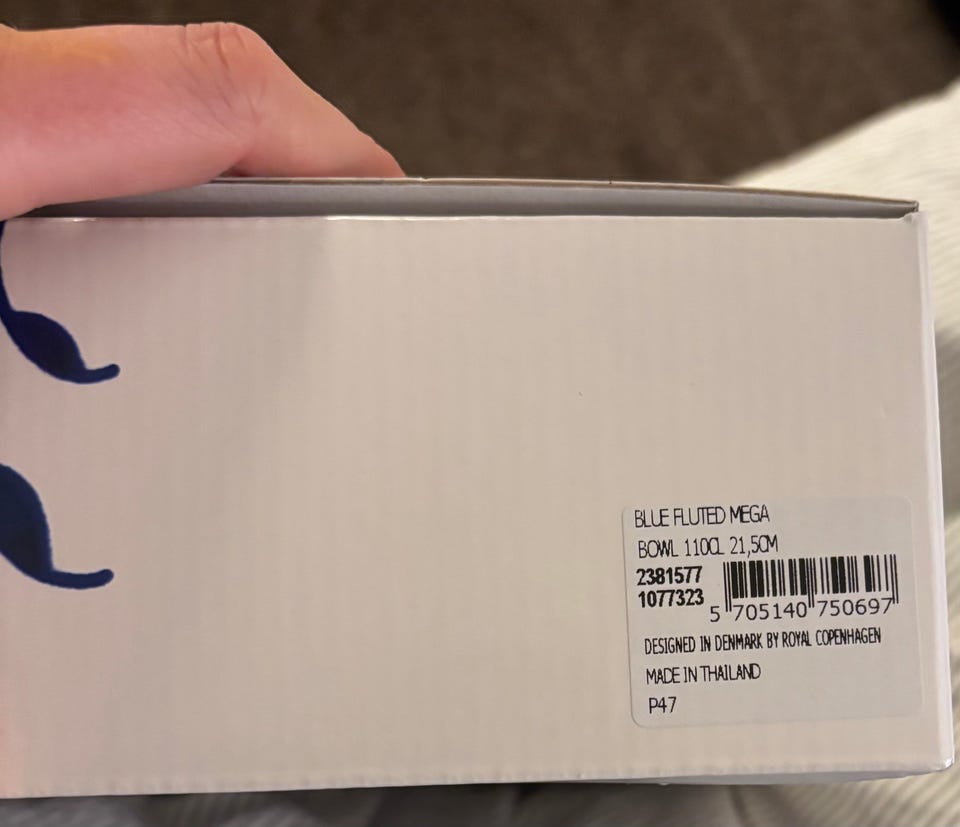 BLUE FLUTED MEGA
BOWL 110CL 21,5CM
2381577
1077323
5 705140 750697
DESIGNED IN DENMARK BY ROYAL COPENHAGEN
MADE IN THAILAND
P47